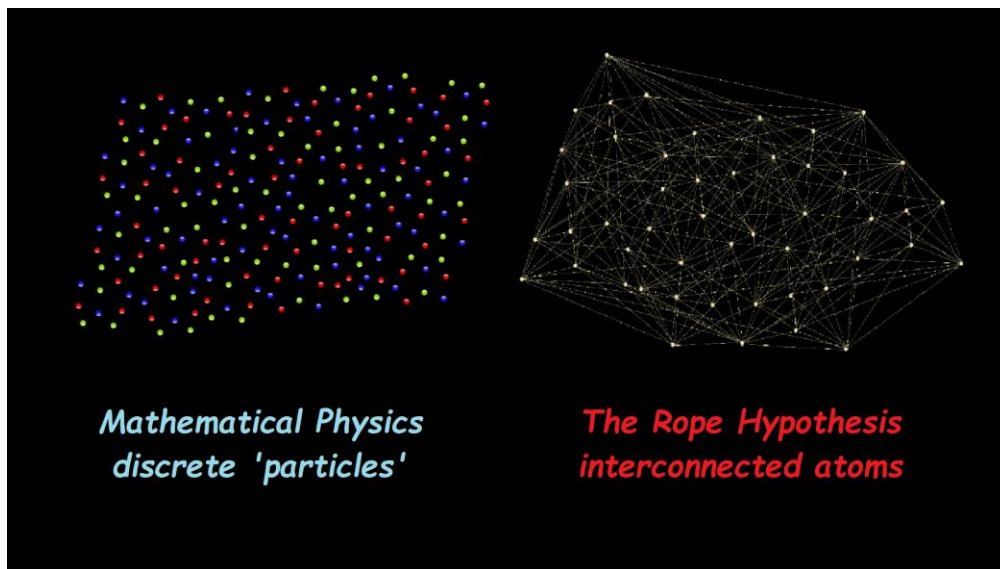 Mathematical Physics
discrete 'particles'
The Rope Hypothesis
interconnected atoms